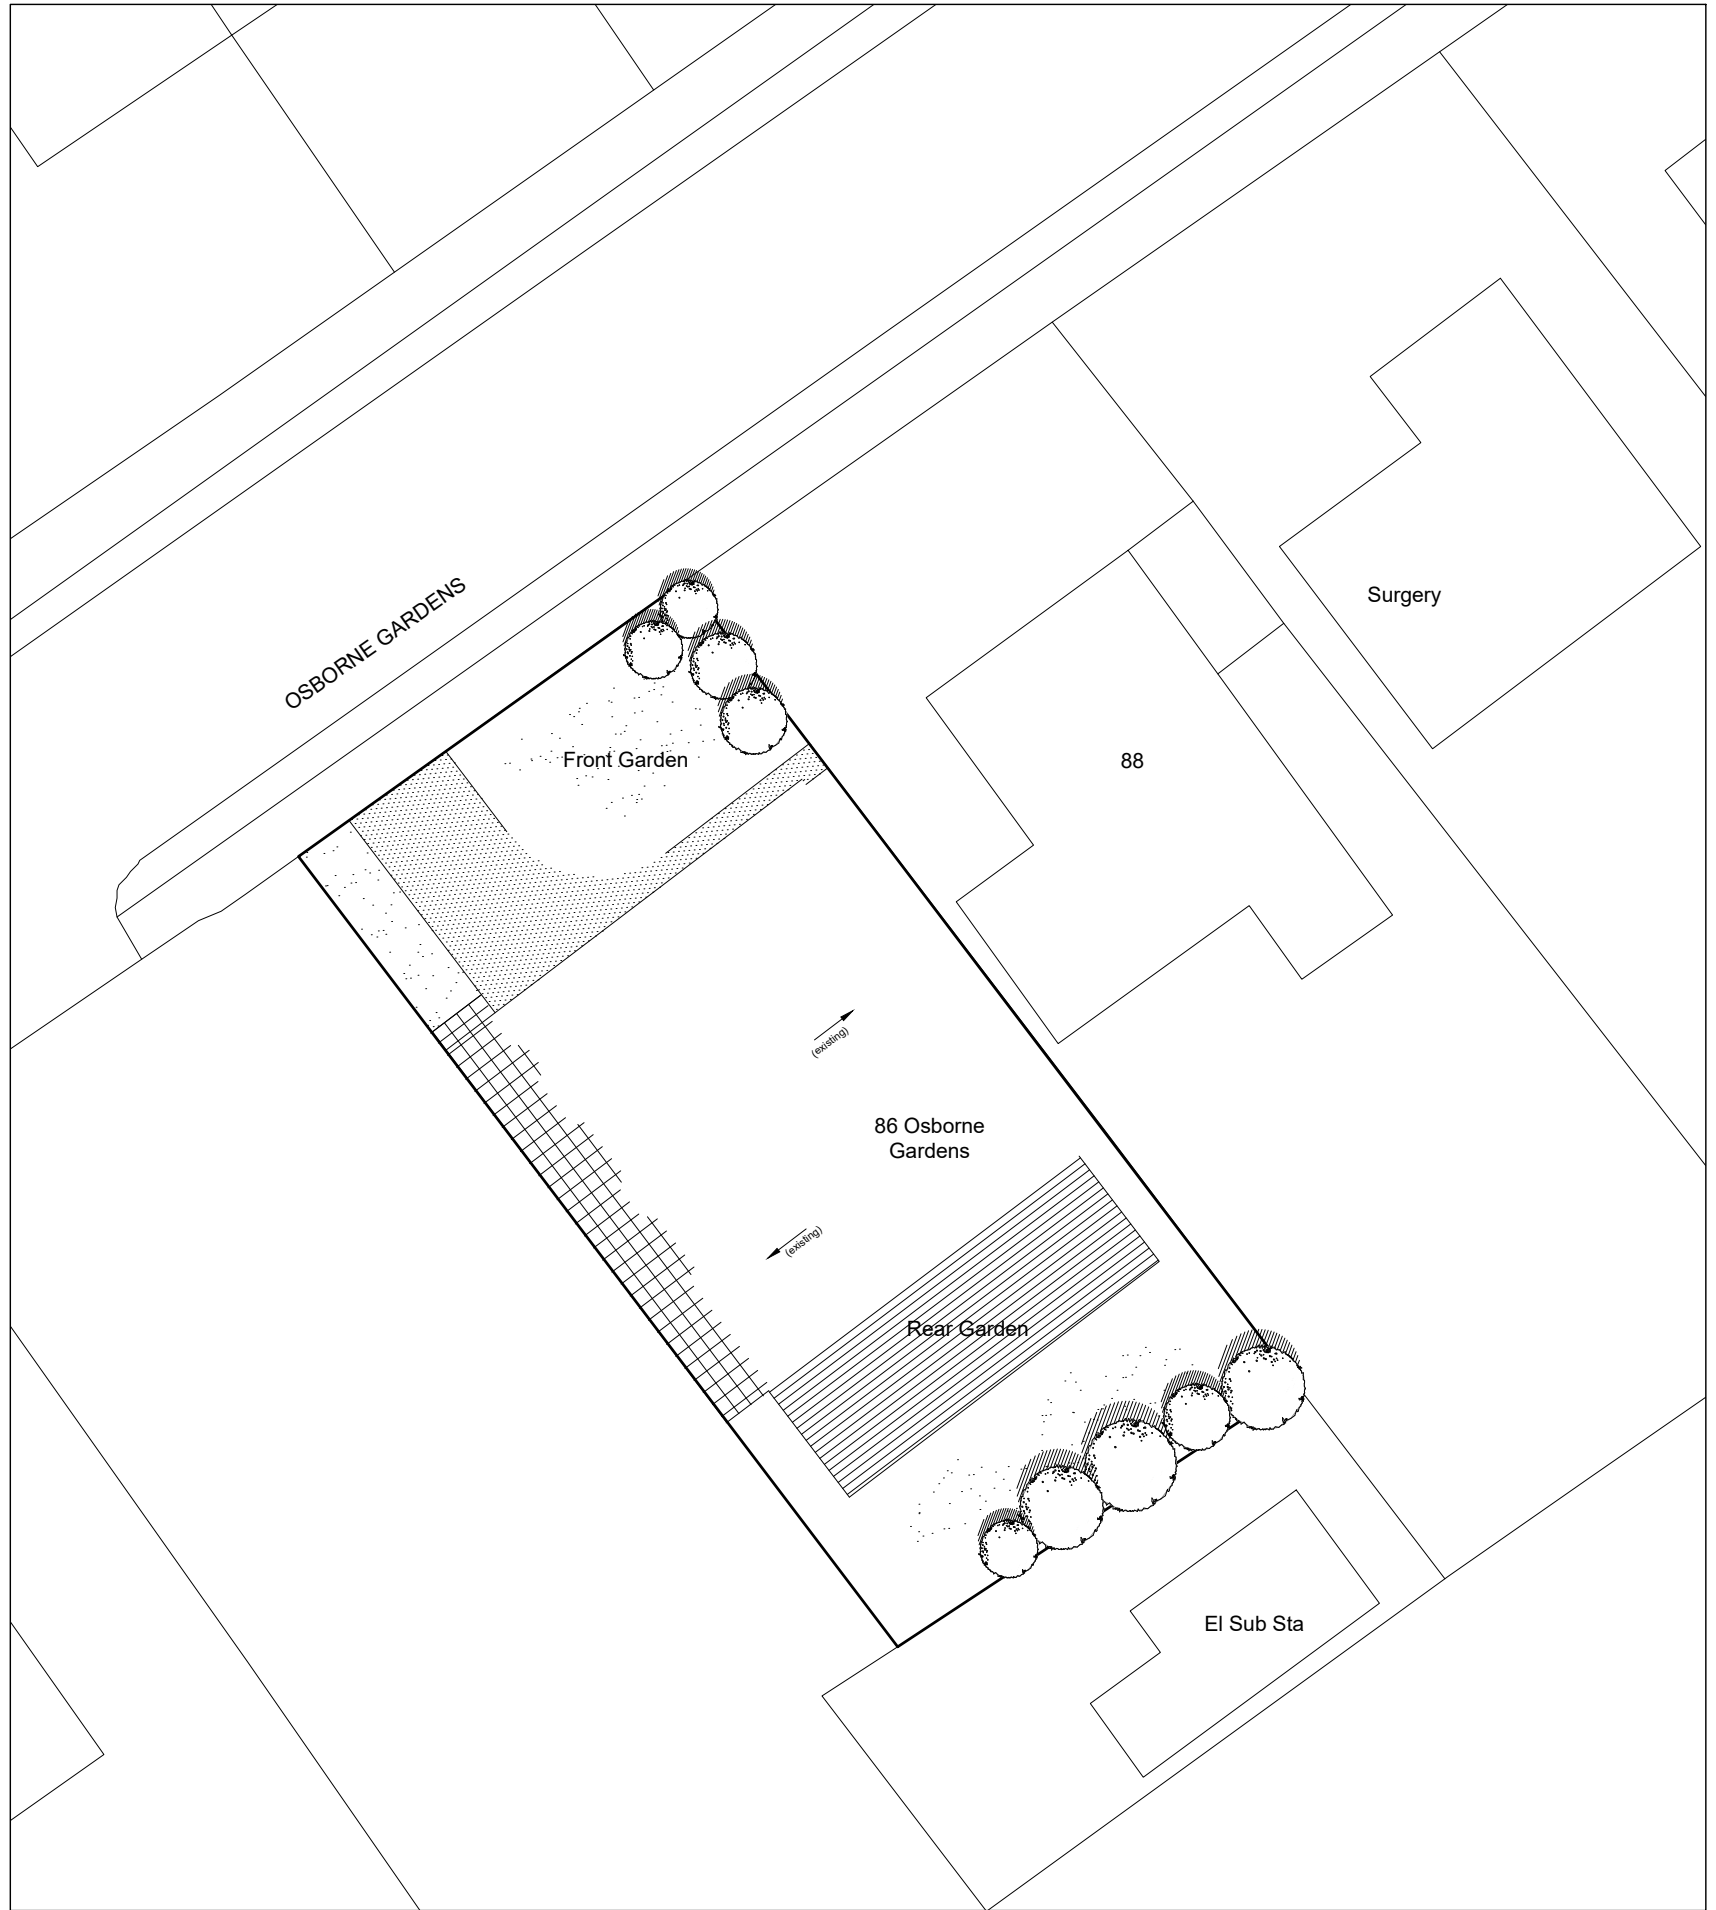 OSBORNE GARDENS
Surgery
Front Garden
88
(existing)
86 Osborne
Gardens
(existing)
Rear Garden
El Sub Sta